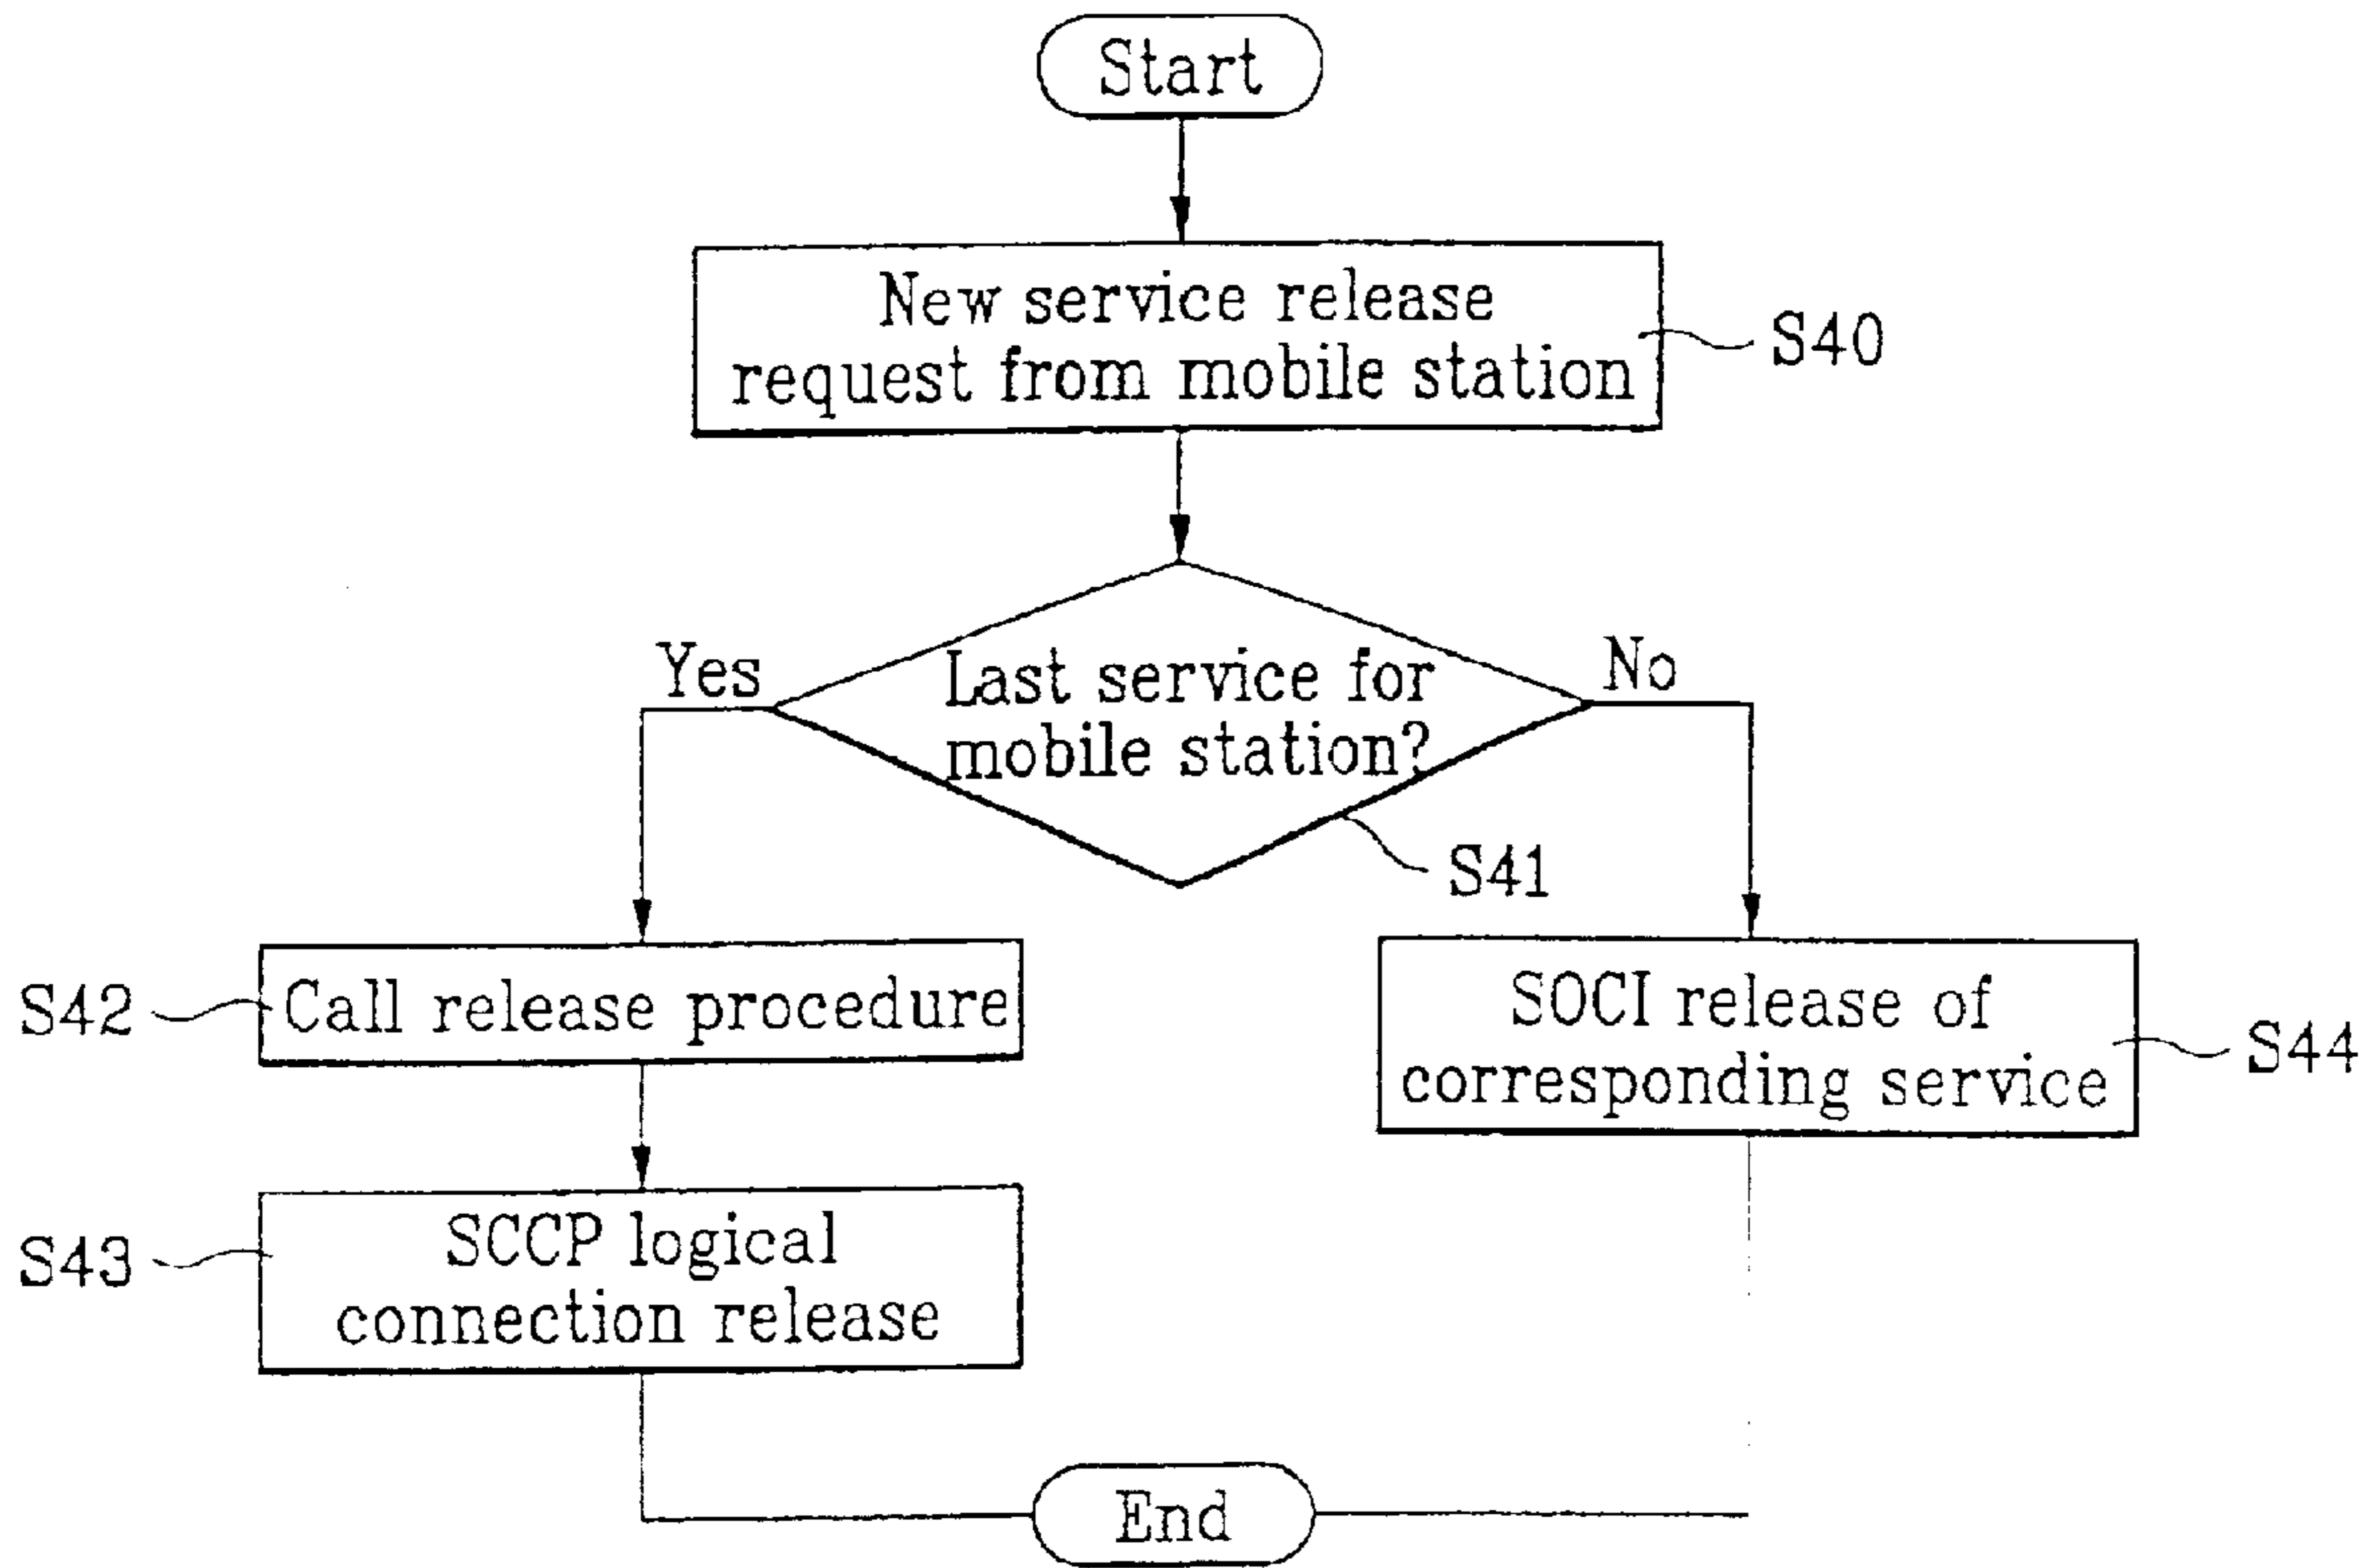 Start
New service release
request from mobile station
S40
Yes
No
Last service for
mobile station?
S41
S42
Call release procedure
SOCI release of
corresponding service
S44
S43
SCCP logical
connection release
End